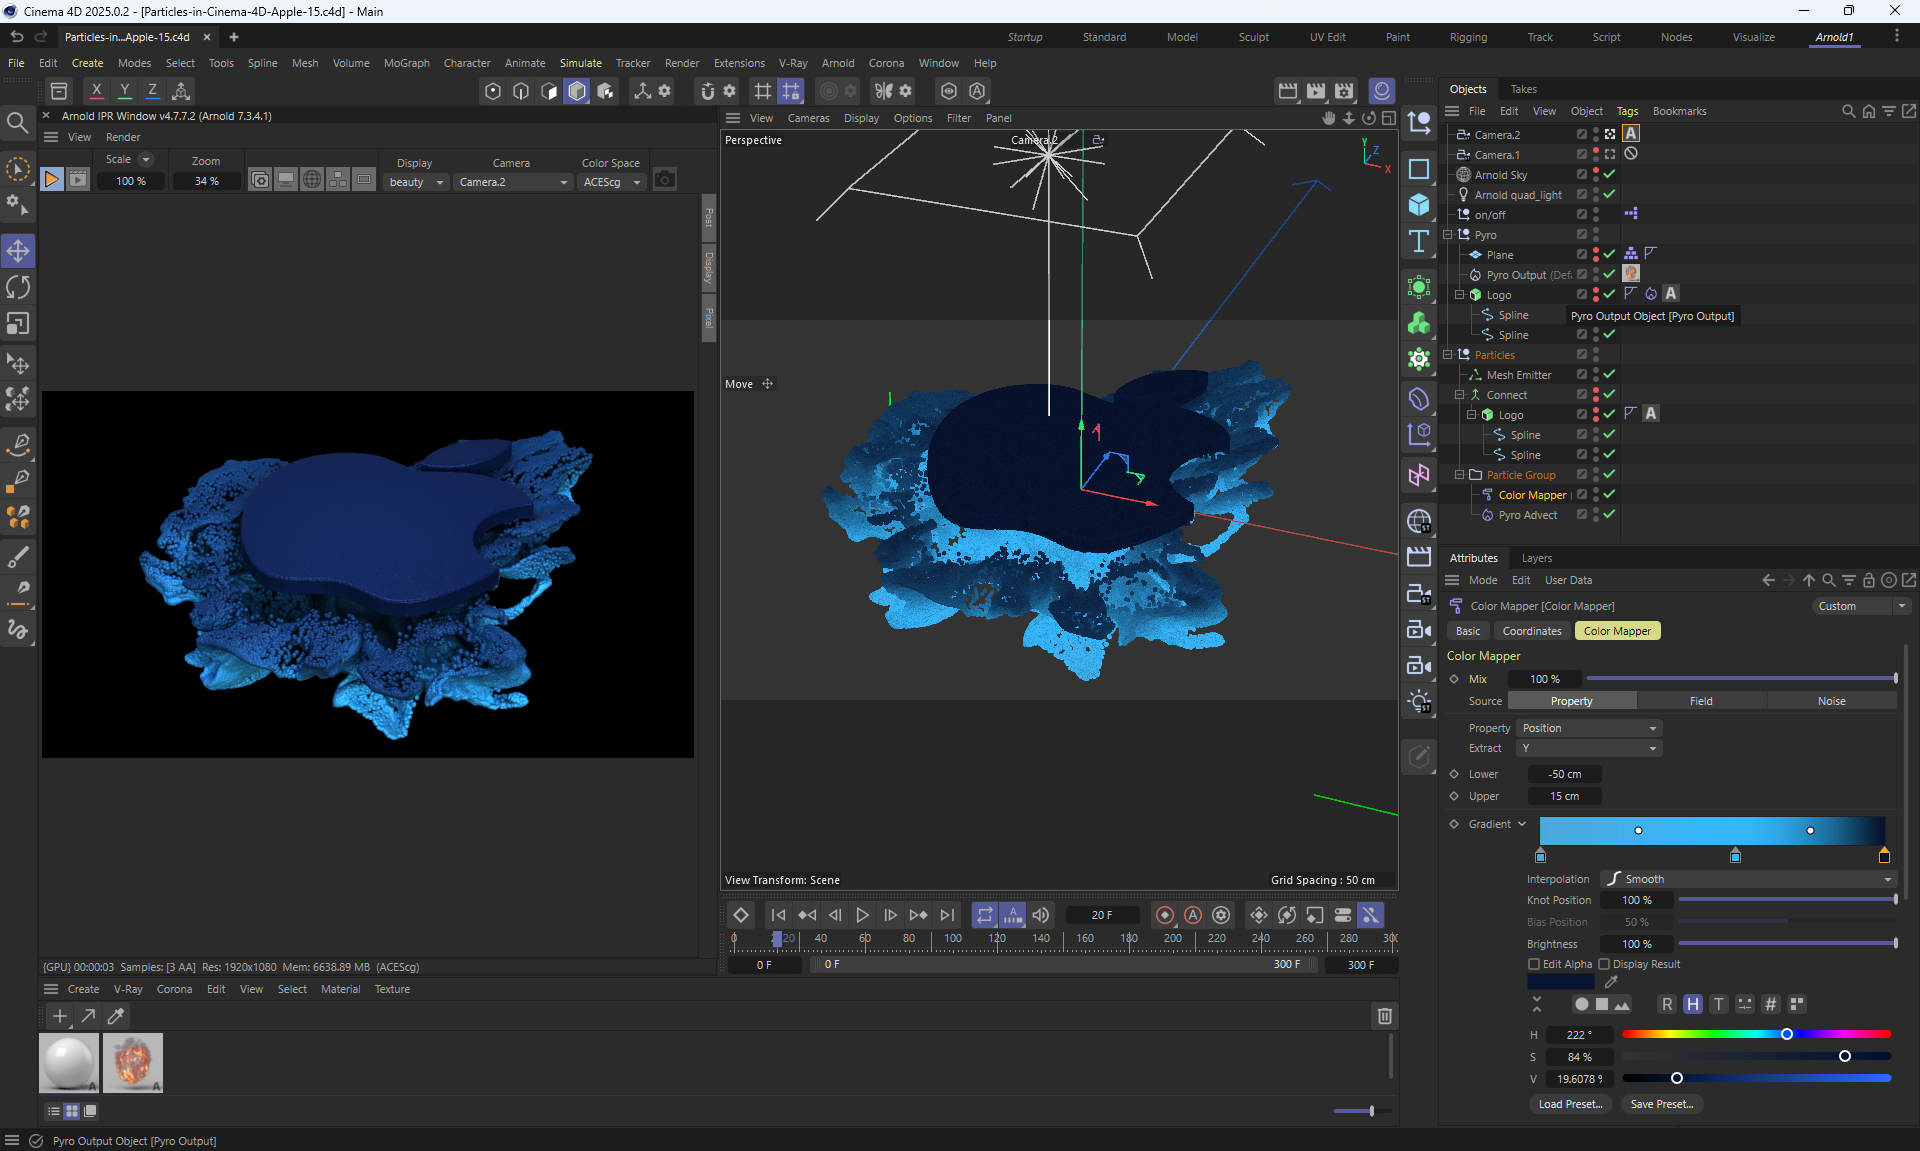 Cinema 4D 2025.0.2 - [Particles-in-Cinema-4D-Apple-15.c4d] - Main
Particles-in...Apple-15.c4d × +
Startup Standard Model Sculpt UV Edit Paint Rigging Track Script Nodes Visualize Arnold1
File Edit Create Modes Select Tools Spline Mesh Volume MoGraph Character Animate Simulate Tracker Render Extensions V-Ray Arnold Corona Window Help
X Y Z
Arnold IPR Window v4.7.7.2 (Arnold 7.3.4.1)
View Render
Scale Zoom Display Camera Color Space
100 % 34 % beauty Camera.2 ACEScg
Post
Display
Pixel
{GPU} 00:00:03 Samples: [3 AA] Res: 1920x1080 Mem: 6638.89 MB (ACEScg)
View Cameras Display Options Filter Panel
Perspective
Camera.2
Y Z X
Move
View Transform: Scene
Grid Spacing : 50 cm
20 F
0 20 40 60 80 100 120 140 160 180 200 220 240 260 280 30
0 F 0 F 300 F 300 F
Create V-Ray Corona Edit View Select Material Texture
Pyro Output Object [Pyro Output]
Objects Takes
File Edit View Object Tags Bookmarks
Camera.2
Camera.1
Arnold Sky
Arnold quad_light
on/off
Pyro
Plane
Pyro Output (Def
Logo
Spline
Pyro Output Object [Pyro Output]
Spline
Particles
Mesh Emitter
Connect
Logo
Spline
Spline
Particle Group
Color Mapper
Pyro Advect
Attributes Layers
Mode Edit User Data
Color Mapper [Color Mapper]
Custom
Basic Coordinates Color Mapper
Color Mapper
Mix 100 %
Source Property Field Noise
Property Position
Extract Y
Lower -50 cm
Upper 15 cm
Gradient
Interpolation Smooth
Knot Position 100 %
Bias Position 50 %
Brightness 100 %
Edit Alpha Display Result
R H T #
H 222 °
S 84 %
V 19.6078 %
Load Preset... Save Preset...